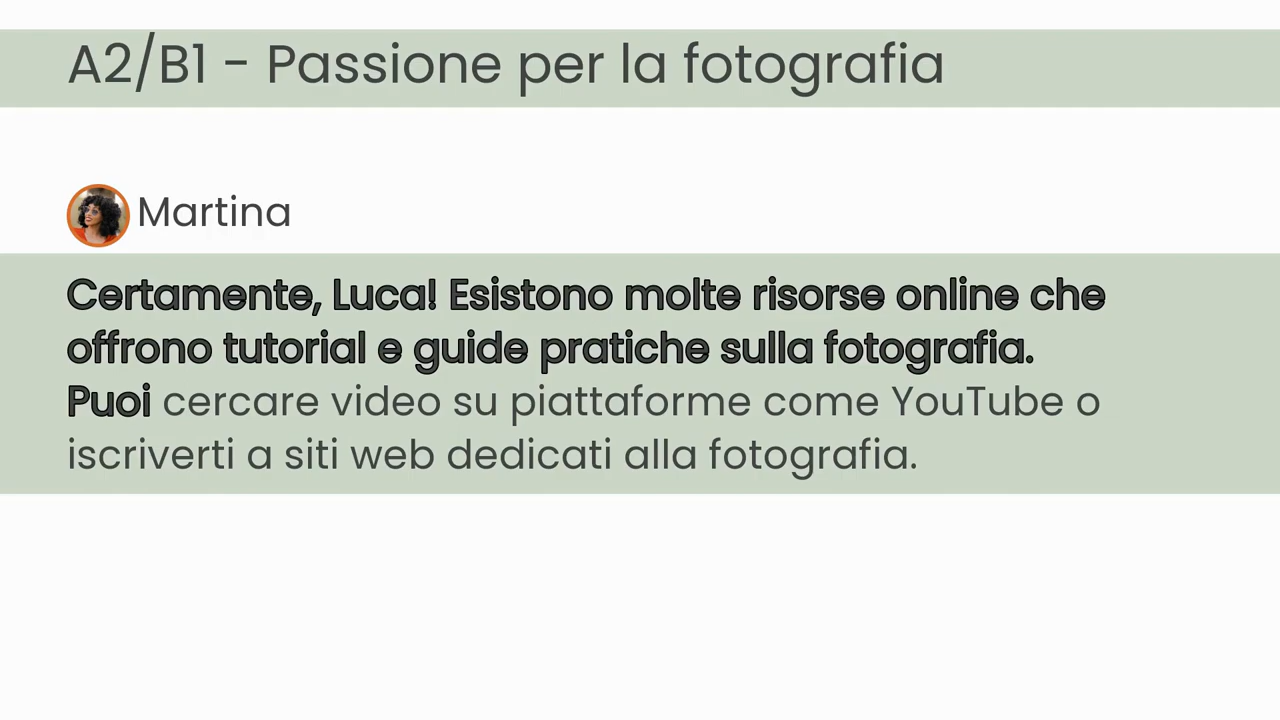 A2/B1 - Passione per la fotografia
Martina
Certamente, Luca! Esistono molte risorse online che
offrono tutorial e guide pratiche sulla fotografia.
Puoi cercare video su piattaforme come YouTube o
iscriverti a siti web dedicati alla fotografia.